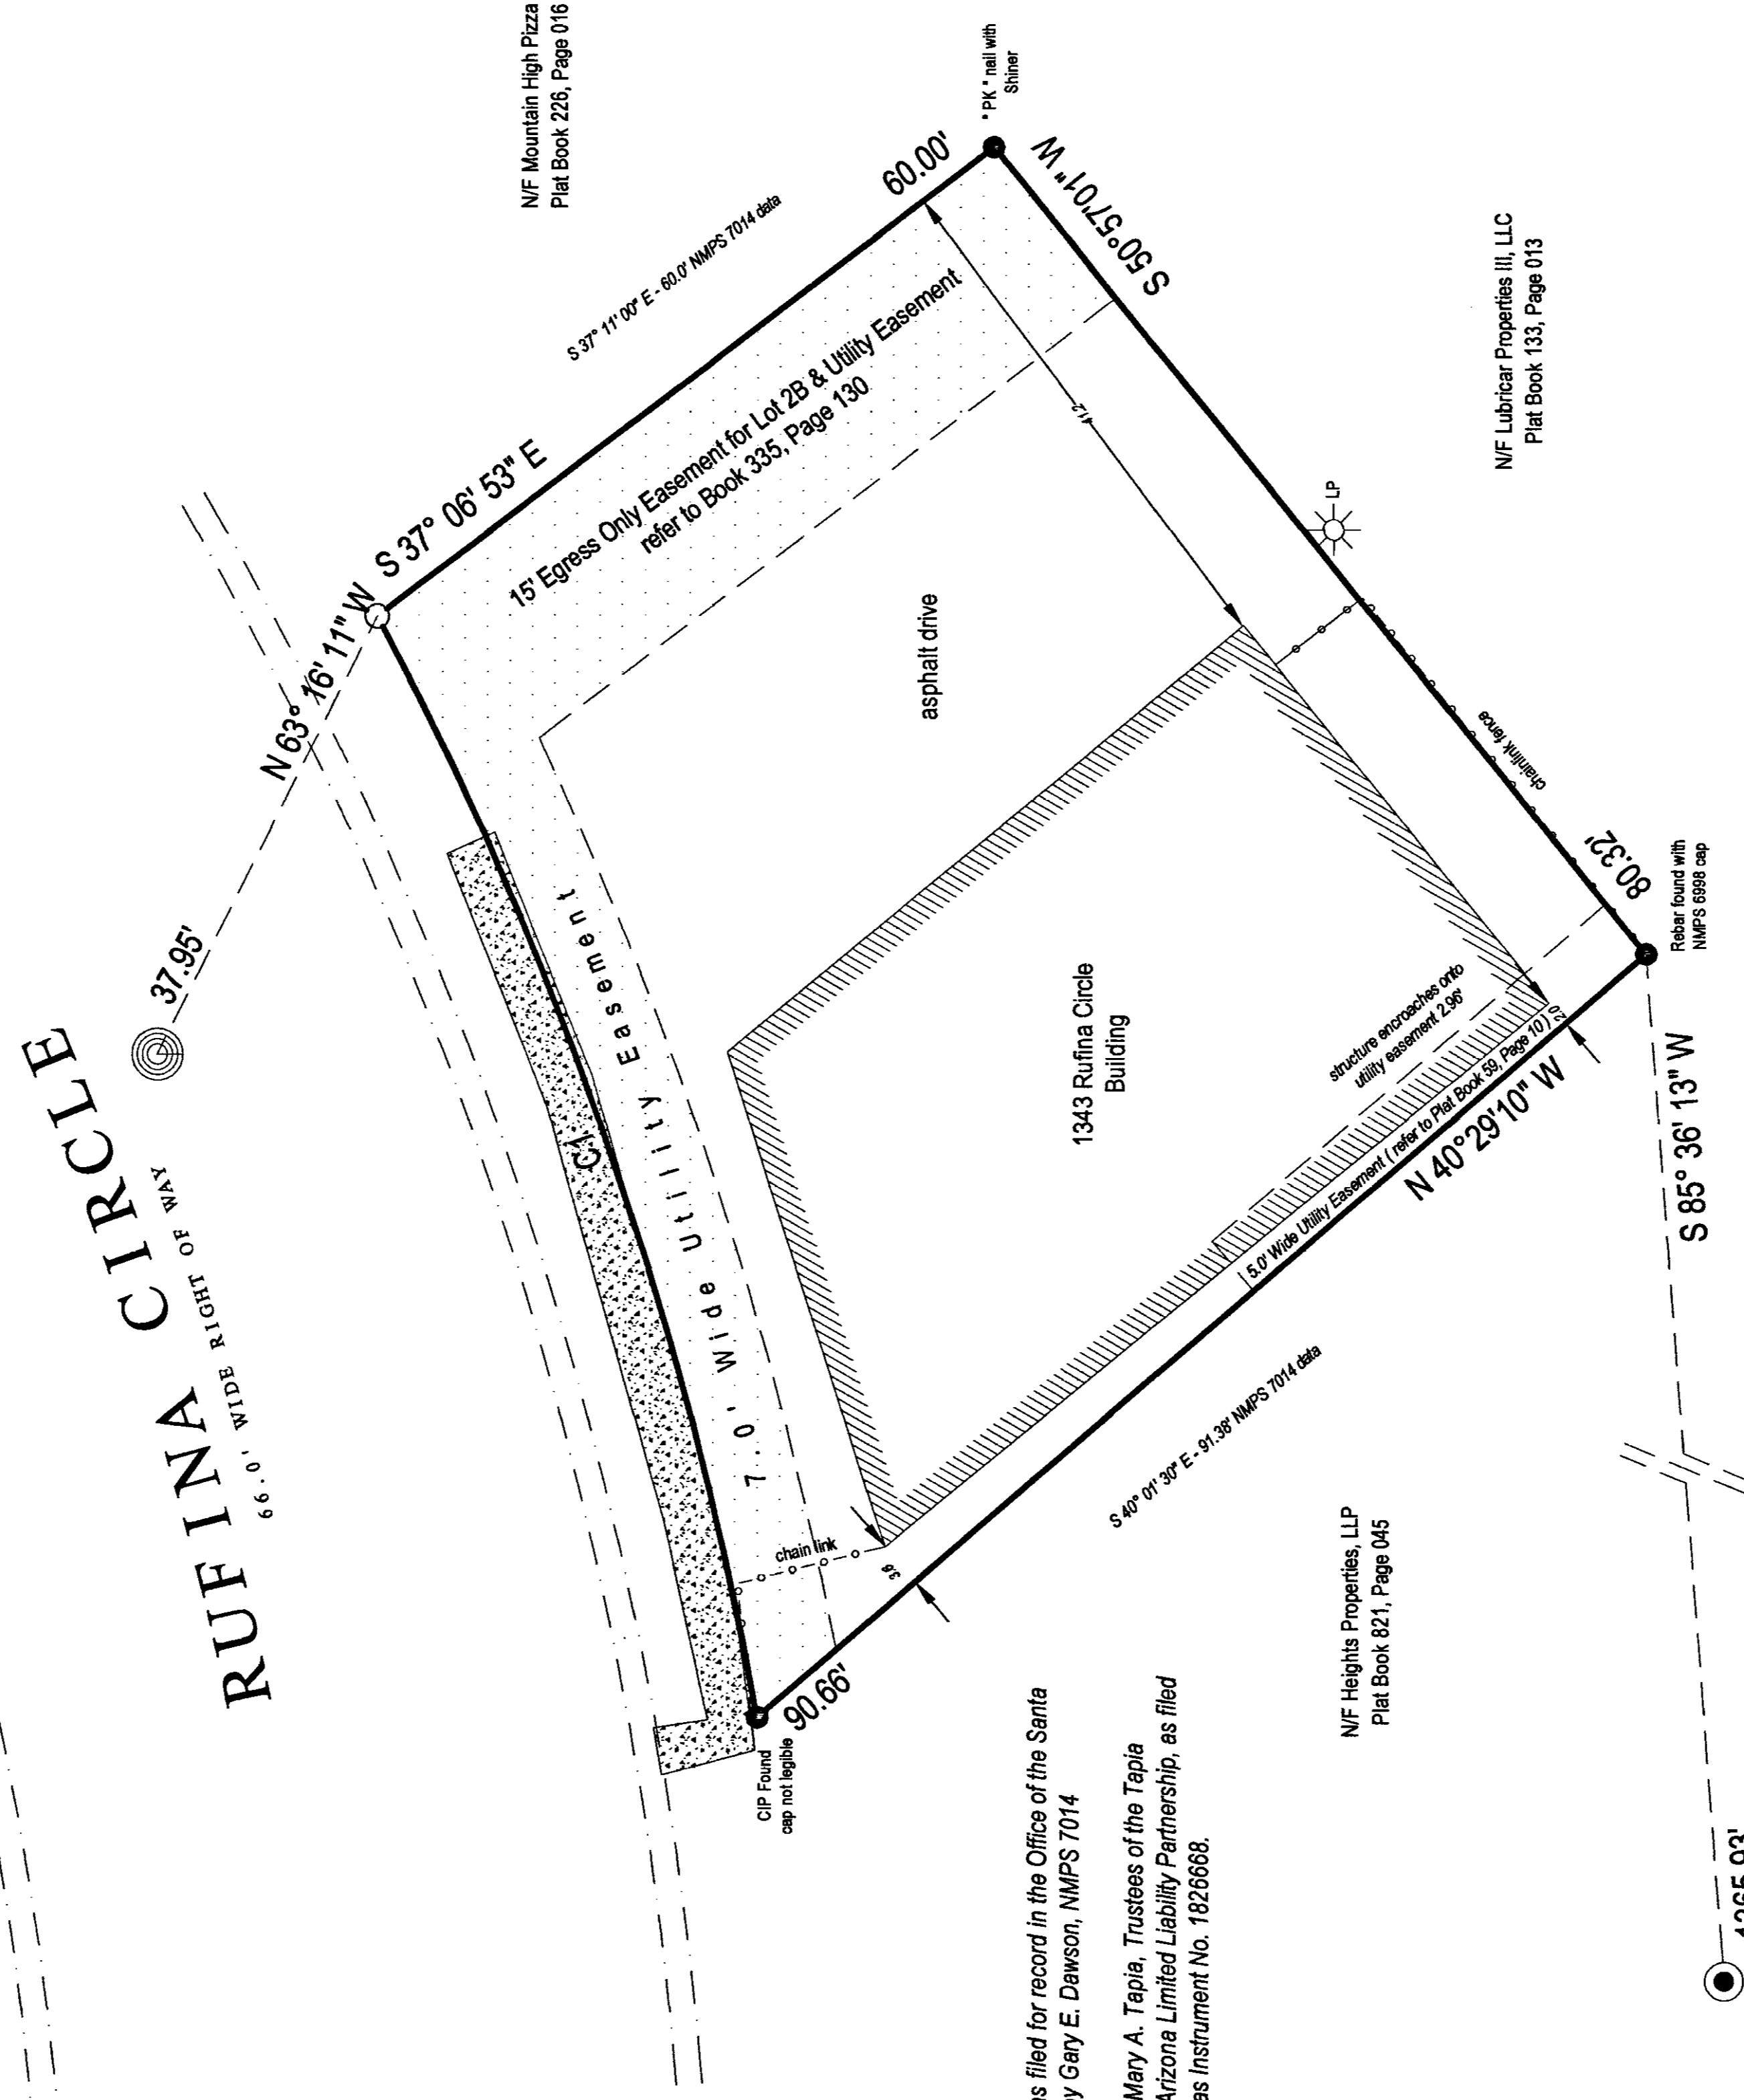 RUFINA CIRCLE
66.0' WIDE RIGHT OF WAY
37.95'
N 63° 16' 11" W
S 37° 06' 53" E
S 37° 11' 00" E - 60.0' NMPS 7014 data
60.00'
N/F Mountain High Pizza
Plat Book 226, Page 016
"PK " nail with
Shiner
15' Egress Only Easement for Lot 2B & Utility Easement
refer to Book 335, Page 130
S 50°57'01" W
41.2
asphalt drive
LP
N/F Lubricar Properties III, LLC
Plat Book 133, Page 013
chainlink fence
80.32'
Rebar found with
NMPS 6998 cap
C1
7.0' Wide Utility Easement
1343 Rufina Circle
Building
structure encroaches onto
utility easement 2.96'
2.0
5.0' Wide Utility Easement ( refer to Plat Book 59, Page 10 )
N 40°29'10" W
S 40° 01' 30" E - 91.38' NMPS 7014 data
S 85° 36' 13" W
chain link
3.8
90.66'
CIP Found
cap not legible
N/F Heights Properties, LLP
Plat Book 821, Page 045
s filed for record in the Office of the Santa
y Gary E. Dawson, NMPS 7014
Mary A. Tapia, Trustees of the Tapia
Arizona Limited Liability Partnership, as filed
as Instrument No. 1826668.